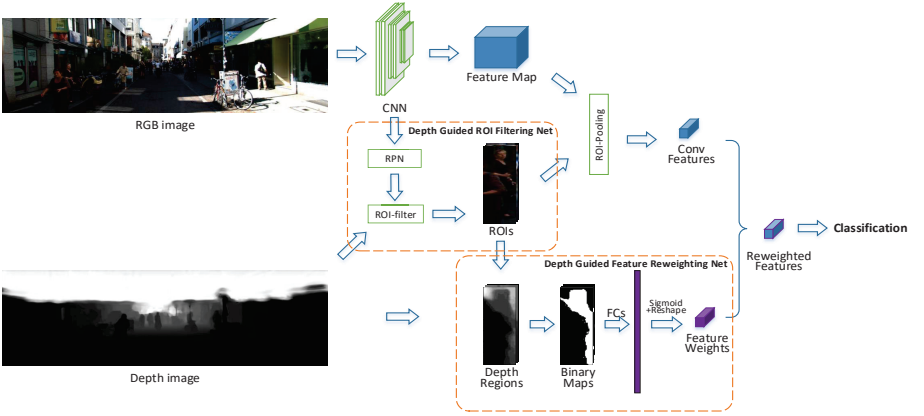 RGB image
CNN
Feature Map
ROI-Pooling
Conv
Features
Depth Guided ROI Filtering Net
RPN
ROI-filter
ROIs
Reweighted
Features
Classification
Depth image
Depth Guided Feature Reweighting Net
Depth
Regions
Binary
Maps
FCs
Sigmoid
+Reshape
Feature
Weights